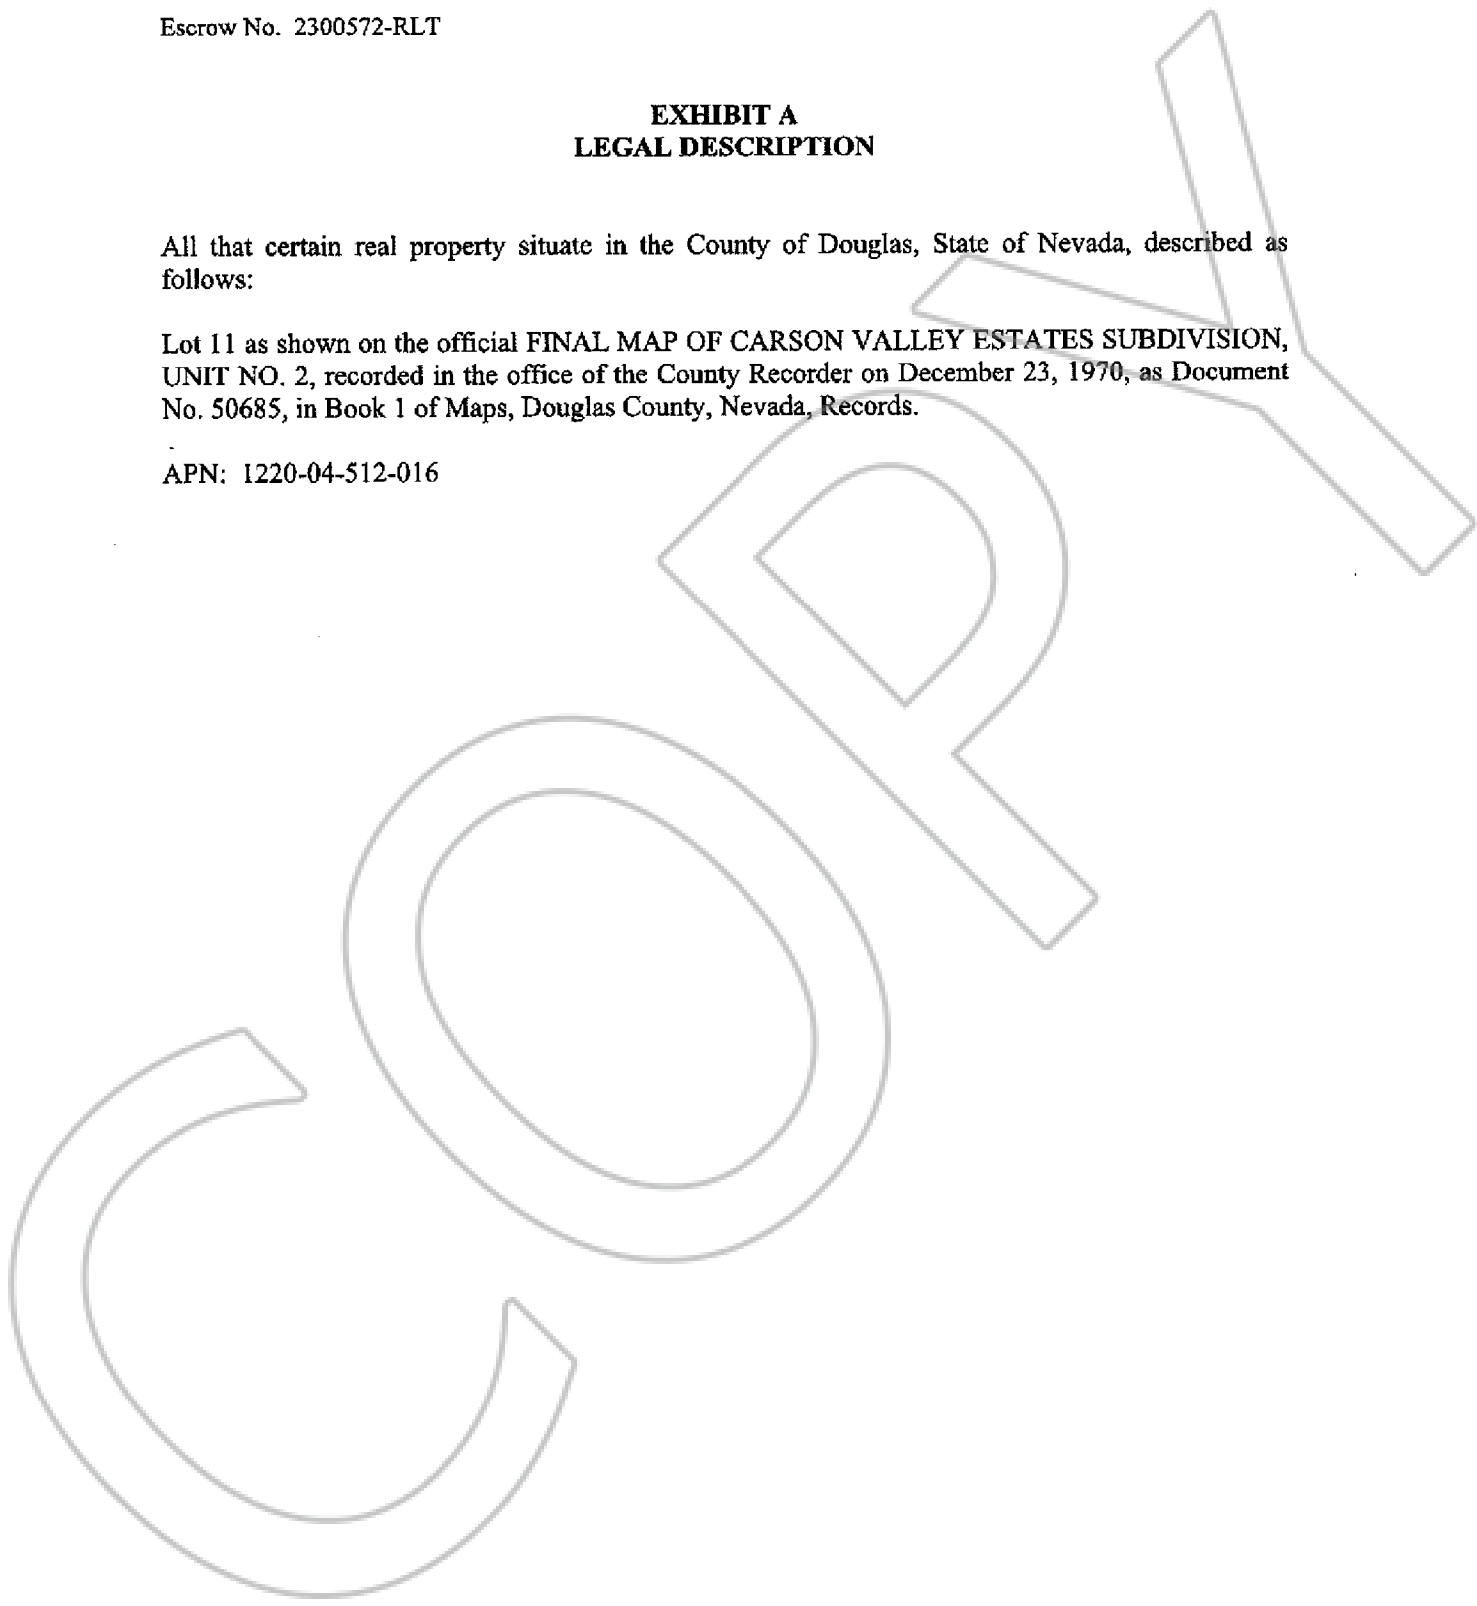 Escrow No. 2300572-RLT
EXHIBIT A
LEGAL DESCRIPTION
All that certain real property situate in the County of Douglas, State of Nevada, described as
follows:
Lot 11 as shown on the official FINAL MAP OF CARSON VALLEY ESTATES SUBDIVISION,
UNIT NO. 2, recorded in the office of the County Recorder on December 23, 1970, as Document
No. 50685, in Book 1 of Maps, Douglas County, Nevada, Records.
APN: 1220-04-512-016
COPY